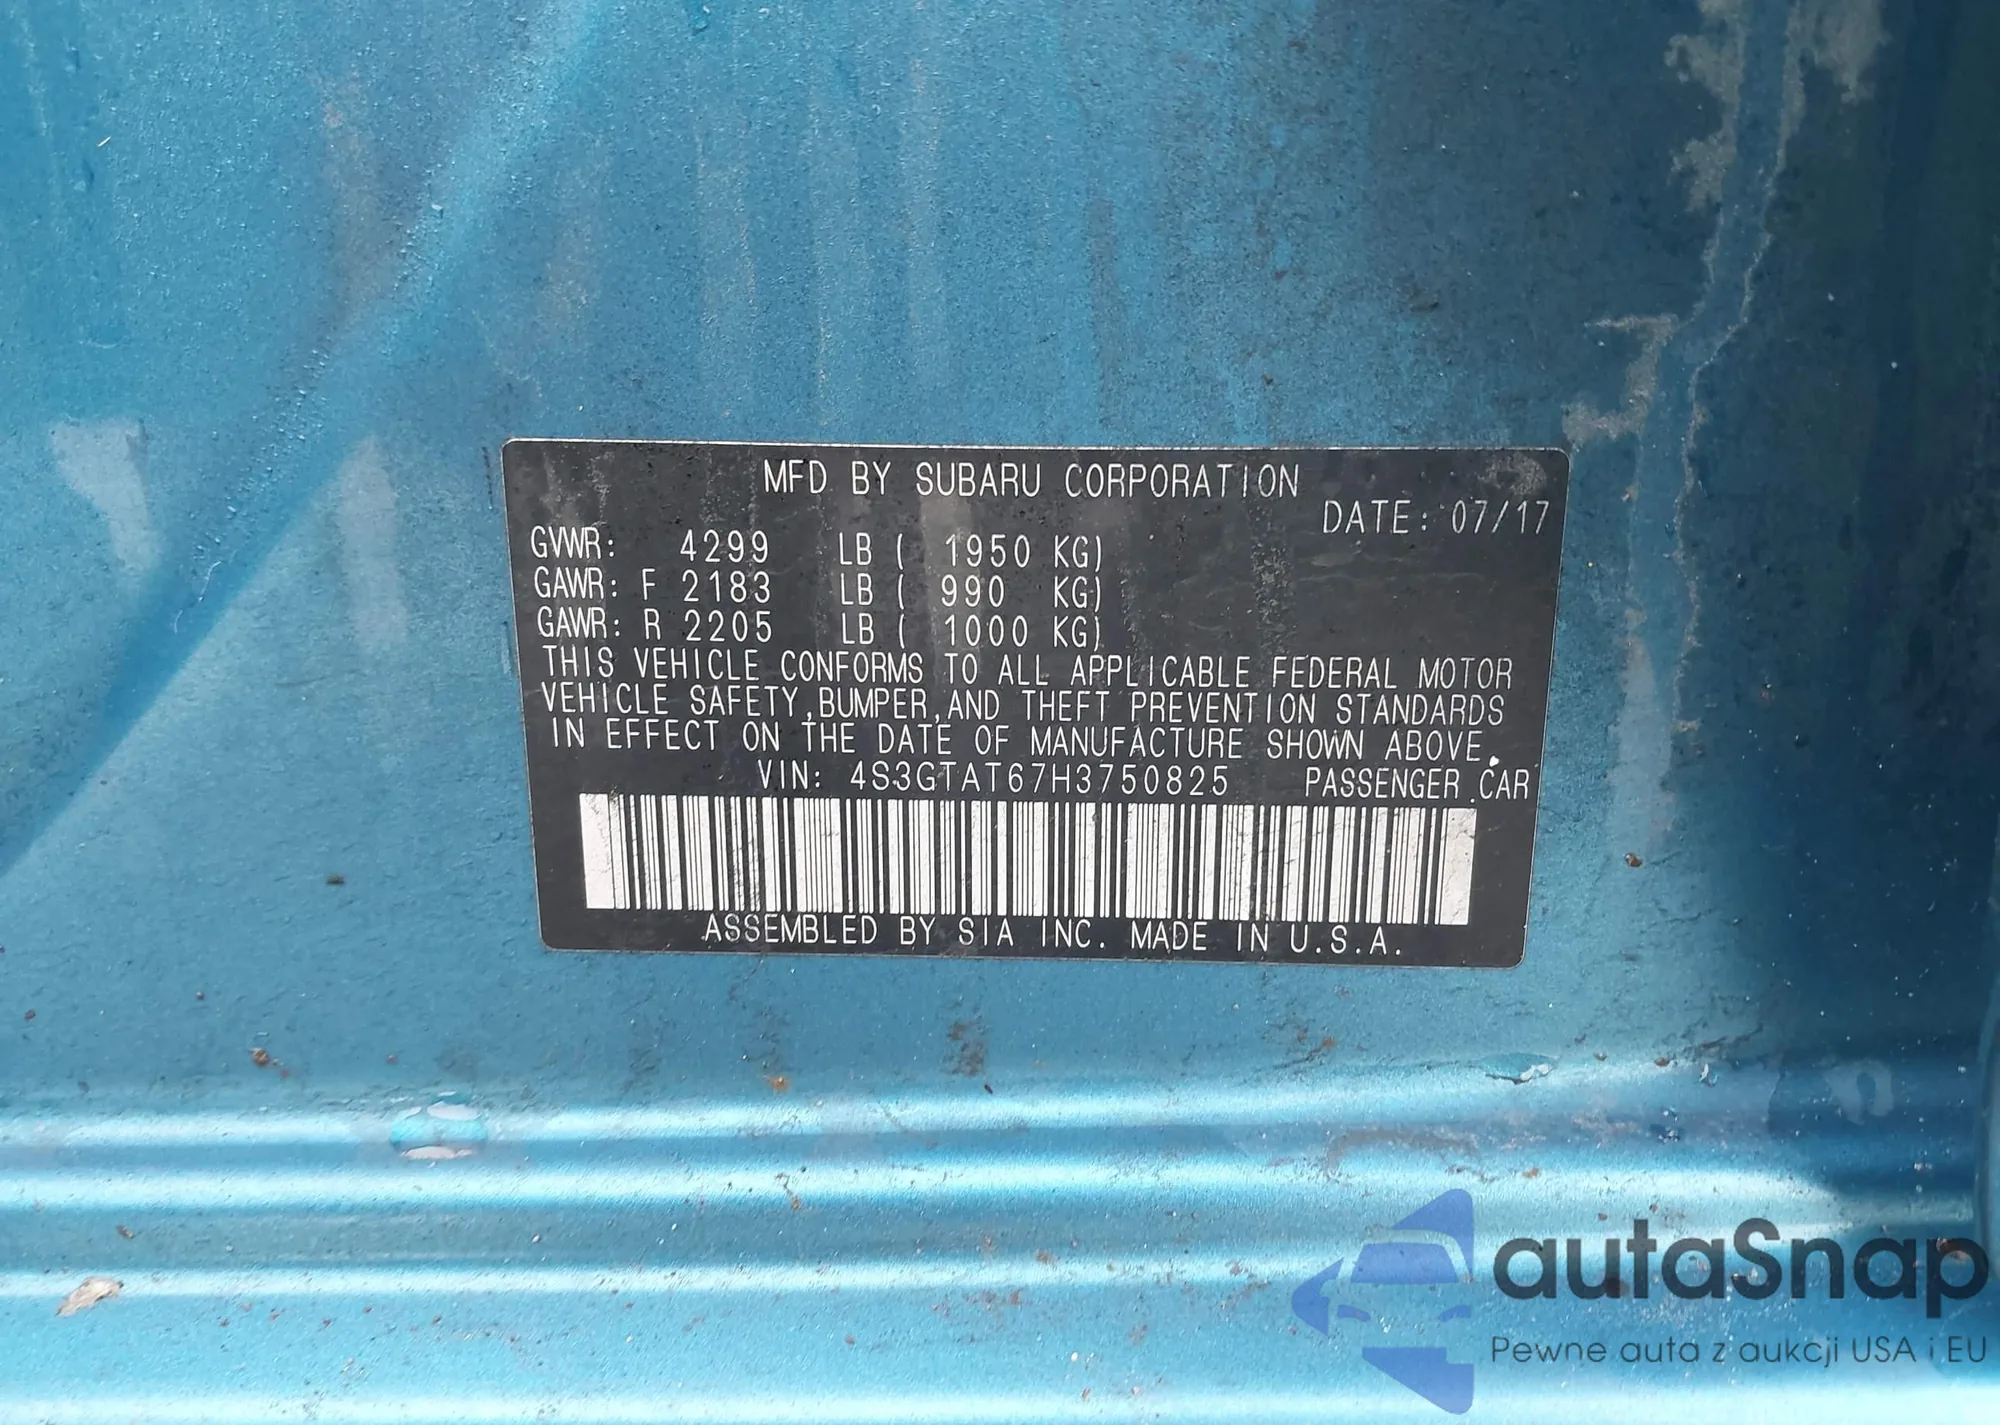 MFD BY SUBARU CORPORATION
DATE: 07/17
GVWR: 4299 LB ( 1950 KG)
GAWR: F 2183 LB ( 990 KG)
GAWR: R 2205 LB ( 1000 KG)
THIS VEHICLE CONFORMS TO ALL APPLICABLE FEDERAL MOTOR
VEHICLE SAFETY,BUMPER,AND THEFT PREVENTION STANDARDS
IN EFFECT ON THE DATE OF MANUFACTURE SHOWN ABOVE.
VIN: 4S3GTAT67H3750825 PASSENGER CAR
ASSEMBLED BY SIA INC. MADE IN U.S.A.
autaSnap
Pewne auta z aukcji USA i EU